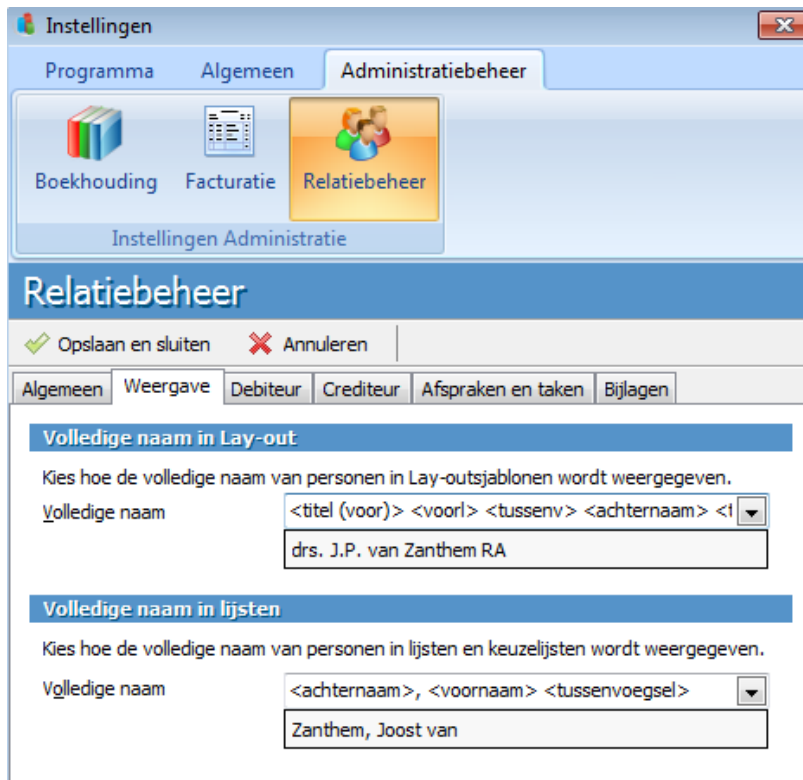 Instellingen
Programma Algemeen Administratiebeheer
Boekhouding Facturatie Relatiebeheer
Instellingen Administratie
Relatiebeheer
Opslaan en sluiten Annuleren
Algemeen Weergave Debiteur Crediteur Afspraken en taken Bijlagen
Volledige naam in Lay-out
Kies hoe de volledige naam van personen in Lay-outsjablonen wordt weergegeven.
Volledige naam <titel (voor)> <voorl> <tussenv> <achternaam> <t
drs. J.P. van Zanthem RA
Volledige naam in lijsten
Kies hoe de volledige naam van personen in lijsten en keuzelijsten wordt weergegeven.
Volledige naam <achternaam>, <voornaam> <tussenvoegsel>
Zanthem, Joost van